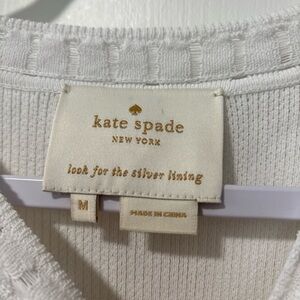 kate spade
NEW YORK
look for the silver lining
M
MADE IN CHINA